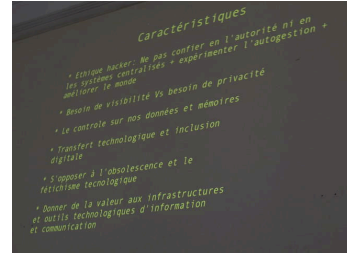 Caractéristiques
* Ethique hacker: Ne pas confier en l'autorité ni en
les systèmes centralisés + expérimenter l'autogestion +
améliorer le monde
* Besoin de visibilité Vs besoin de privacité
* Le controle sur nos données et mémoires
* Transfert technologique et inclusion
digitale
* S'opposer à l'obsolescence et le
fétichisme tecnologique
* Donner de la valeur aux infrastructures
et outils technologiques d'information
et communication